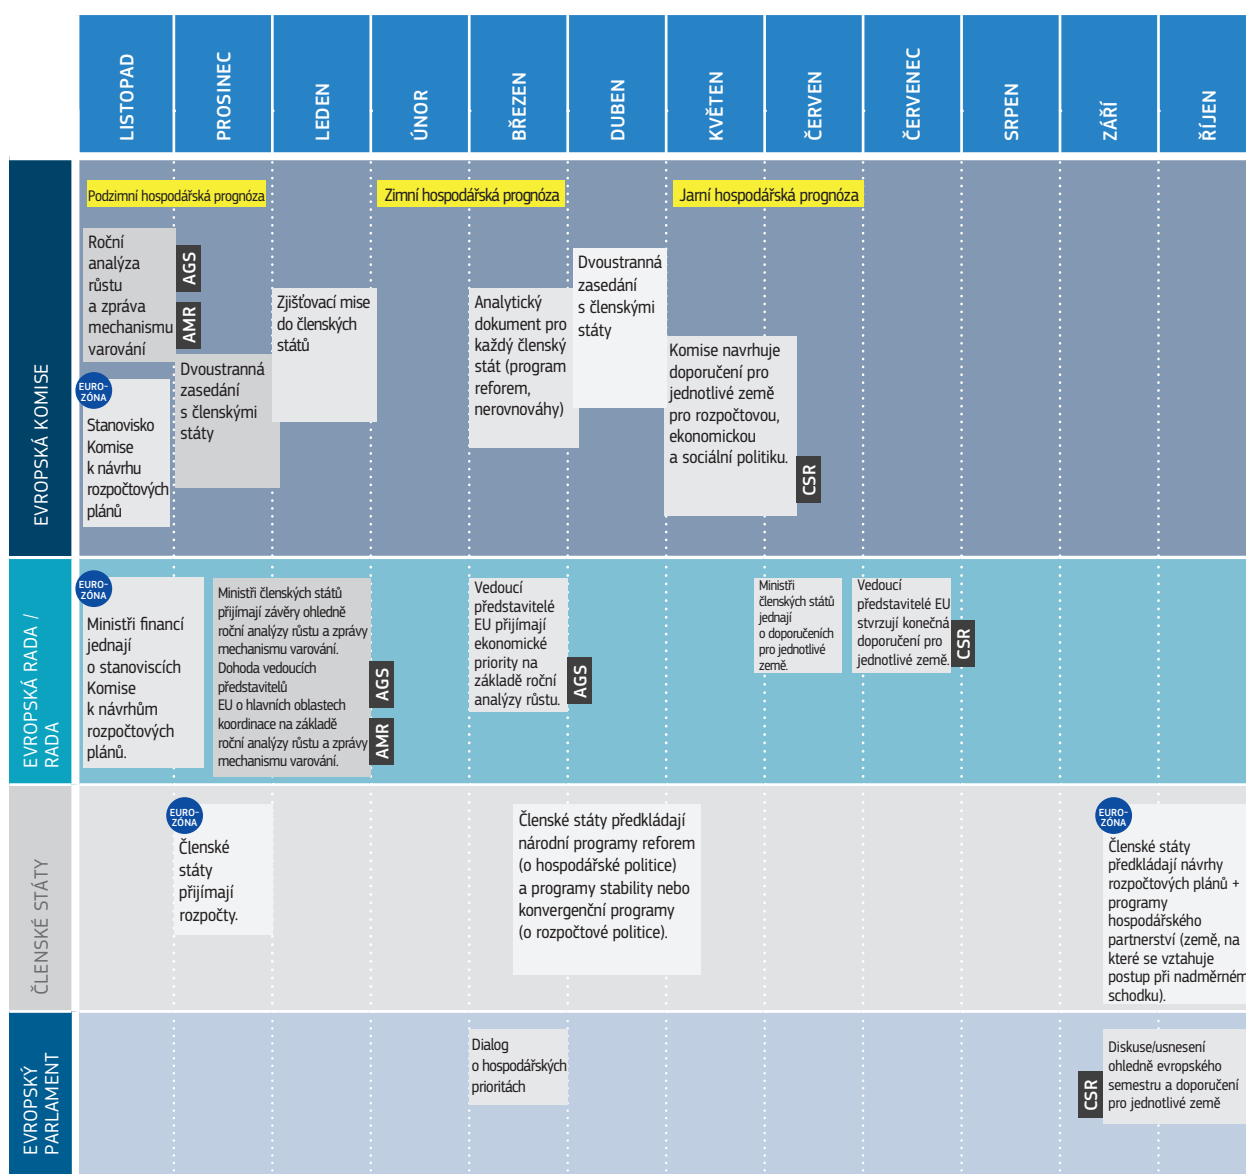 LISTOPAD
PROSINEC
LEDEN
ÚNOR
BŘEZEN
DUBEN
KVĚTEN
ČERVEN
ČERVENEC
SRPEN
ZÁŘÍ
ŘÍJEN
EVROPSKÁ KOMISE
Podzimní hospodářská prognóza
Zimní hospodářská prognóza
Jarní hospodářská prognóza
Roční
analýza
růstu
a zpráva
mechanismu
varování
AGS
AMR
EURO-
ZÓNA
Stanovisko
Komise
k návrhu
rozpočtových
plánů
Dvoustranná
zasedání
s členskými
státy
Zjišťovací mise
do členských
států
Analytický
dokument pro
každý členský
stát (program
reforem,
nerovnováhy)
Dvoustranná
zasedání
s členskými
státy
Komise navrhuje
doporučení pro
jednotlivé země
pro rozpočtovou,
ekonomickou
a sociální politiku.
CSR
EVROPSKÁ RADA /
RADA
EURO-
ZÓNA
Ministři financí
jednají
o stanoviscích
Komise
k návrhům
rozpočtových
plánů.
Ministři členských států
přijímají závěry ohledně
roční analýzy růstu a zprávy
mechanismu varování.
Dohoda vedoucích
představitelů
EU o hlavních oblastech
koordinace na základě
roční analýzy růstu a zprávy
mechanismu varování.
AGS
AMR
Vedoucí
představitelé
EU přijímají
ekonomické
priority na
základě roční
analýzy růstu.
AGS
Ministři
členských států
jednají
o doporučeních
pro jednotlivé
země.
Vedoucí
představitelé EU
stvrzují konečná
doporučení pro
jednotlivé země.
CSR
ČLENSKÉ STÁTY
EURO-
ZÓNA
Členské
státy
přijímají
rozpočty.
Členské státy předkládají
národní programy reforem
(o hospodářské politice)
a programy stability nebo
konvergenční programy
(o rozpočtové politice).
EURO-
ZÓNA
Členské státy
předkládají návrhy
rozpočtových plánů +
programy
hospodářského
partnerství (země, na
které se vztahuje
postup při nadměrném
schodku).
EVROPSKÝ
PARLAMENT
Dialog
o hospodářských
prioritách
CSR
Diskuse/usnesení
ohledně evropského
semestru a doporučení
pro jednotlivé země